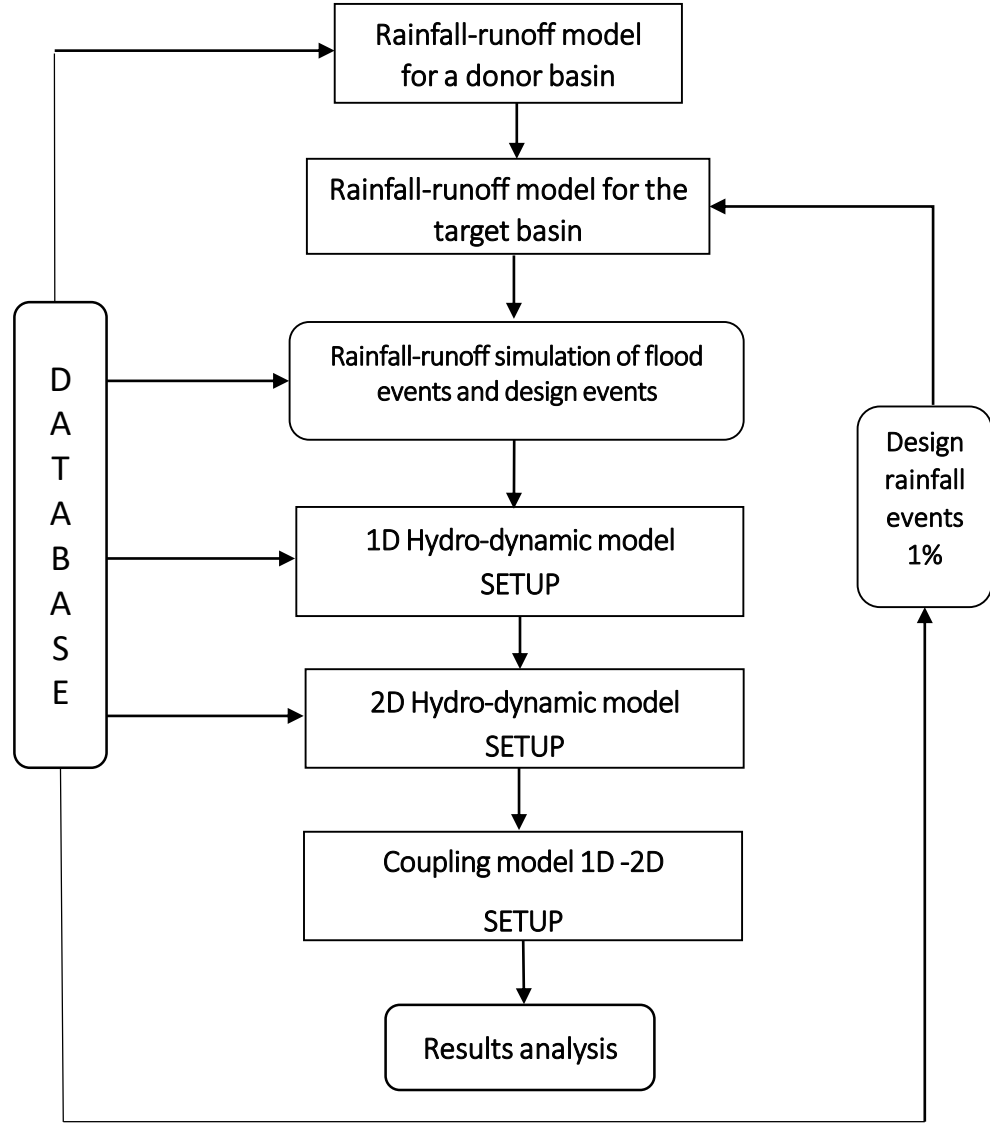 Rainfall-runoff model
for a donor basin
Rainfall-runoff model for the
target basin
Rainfall-runoff simulation of flood
events and design events
D
A
T
A
B
A
S
E
Design
rainfall
events
1%
1D Hydro-dynamic model
SETUP
2D Hydro-dynamic model
SETUP
Coupling model 1D -2D
SETUP
Results analysis